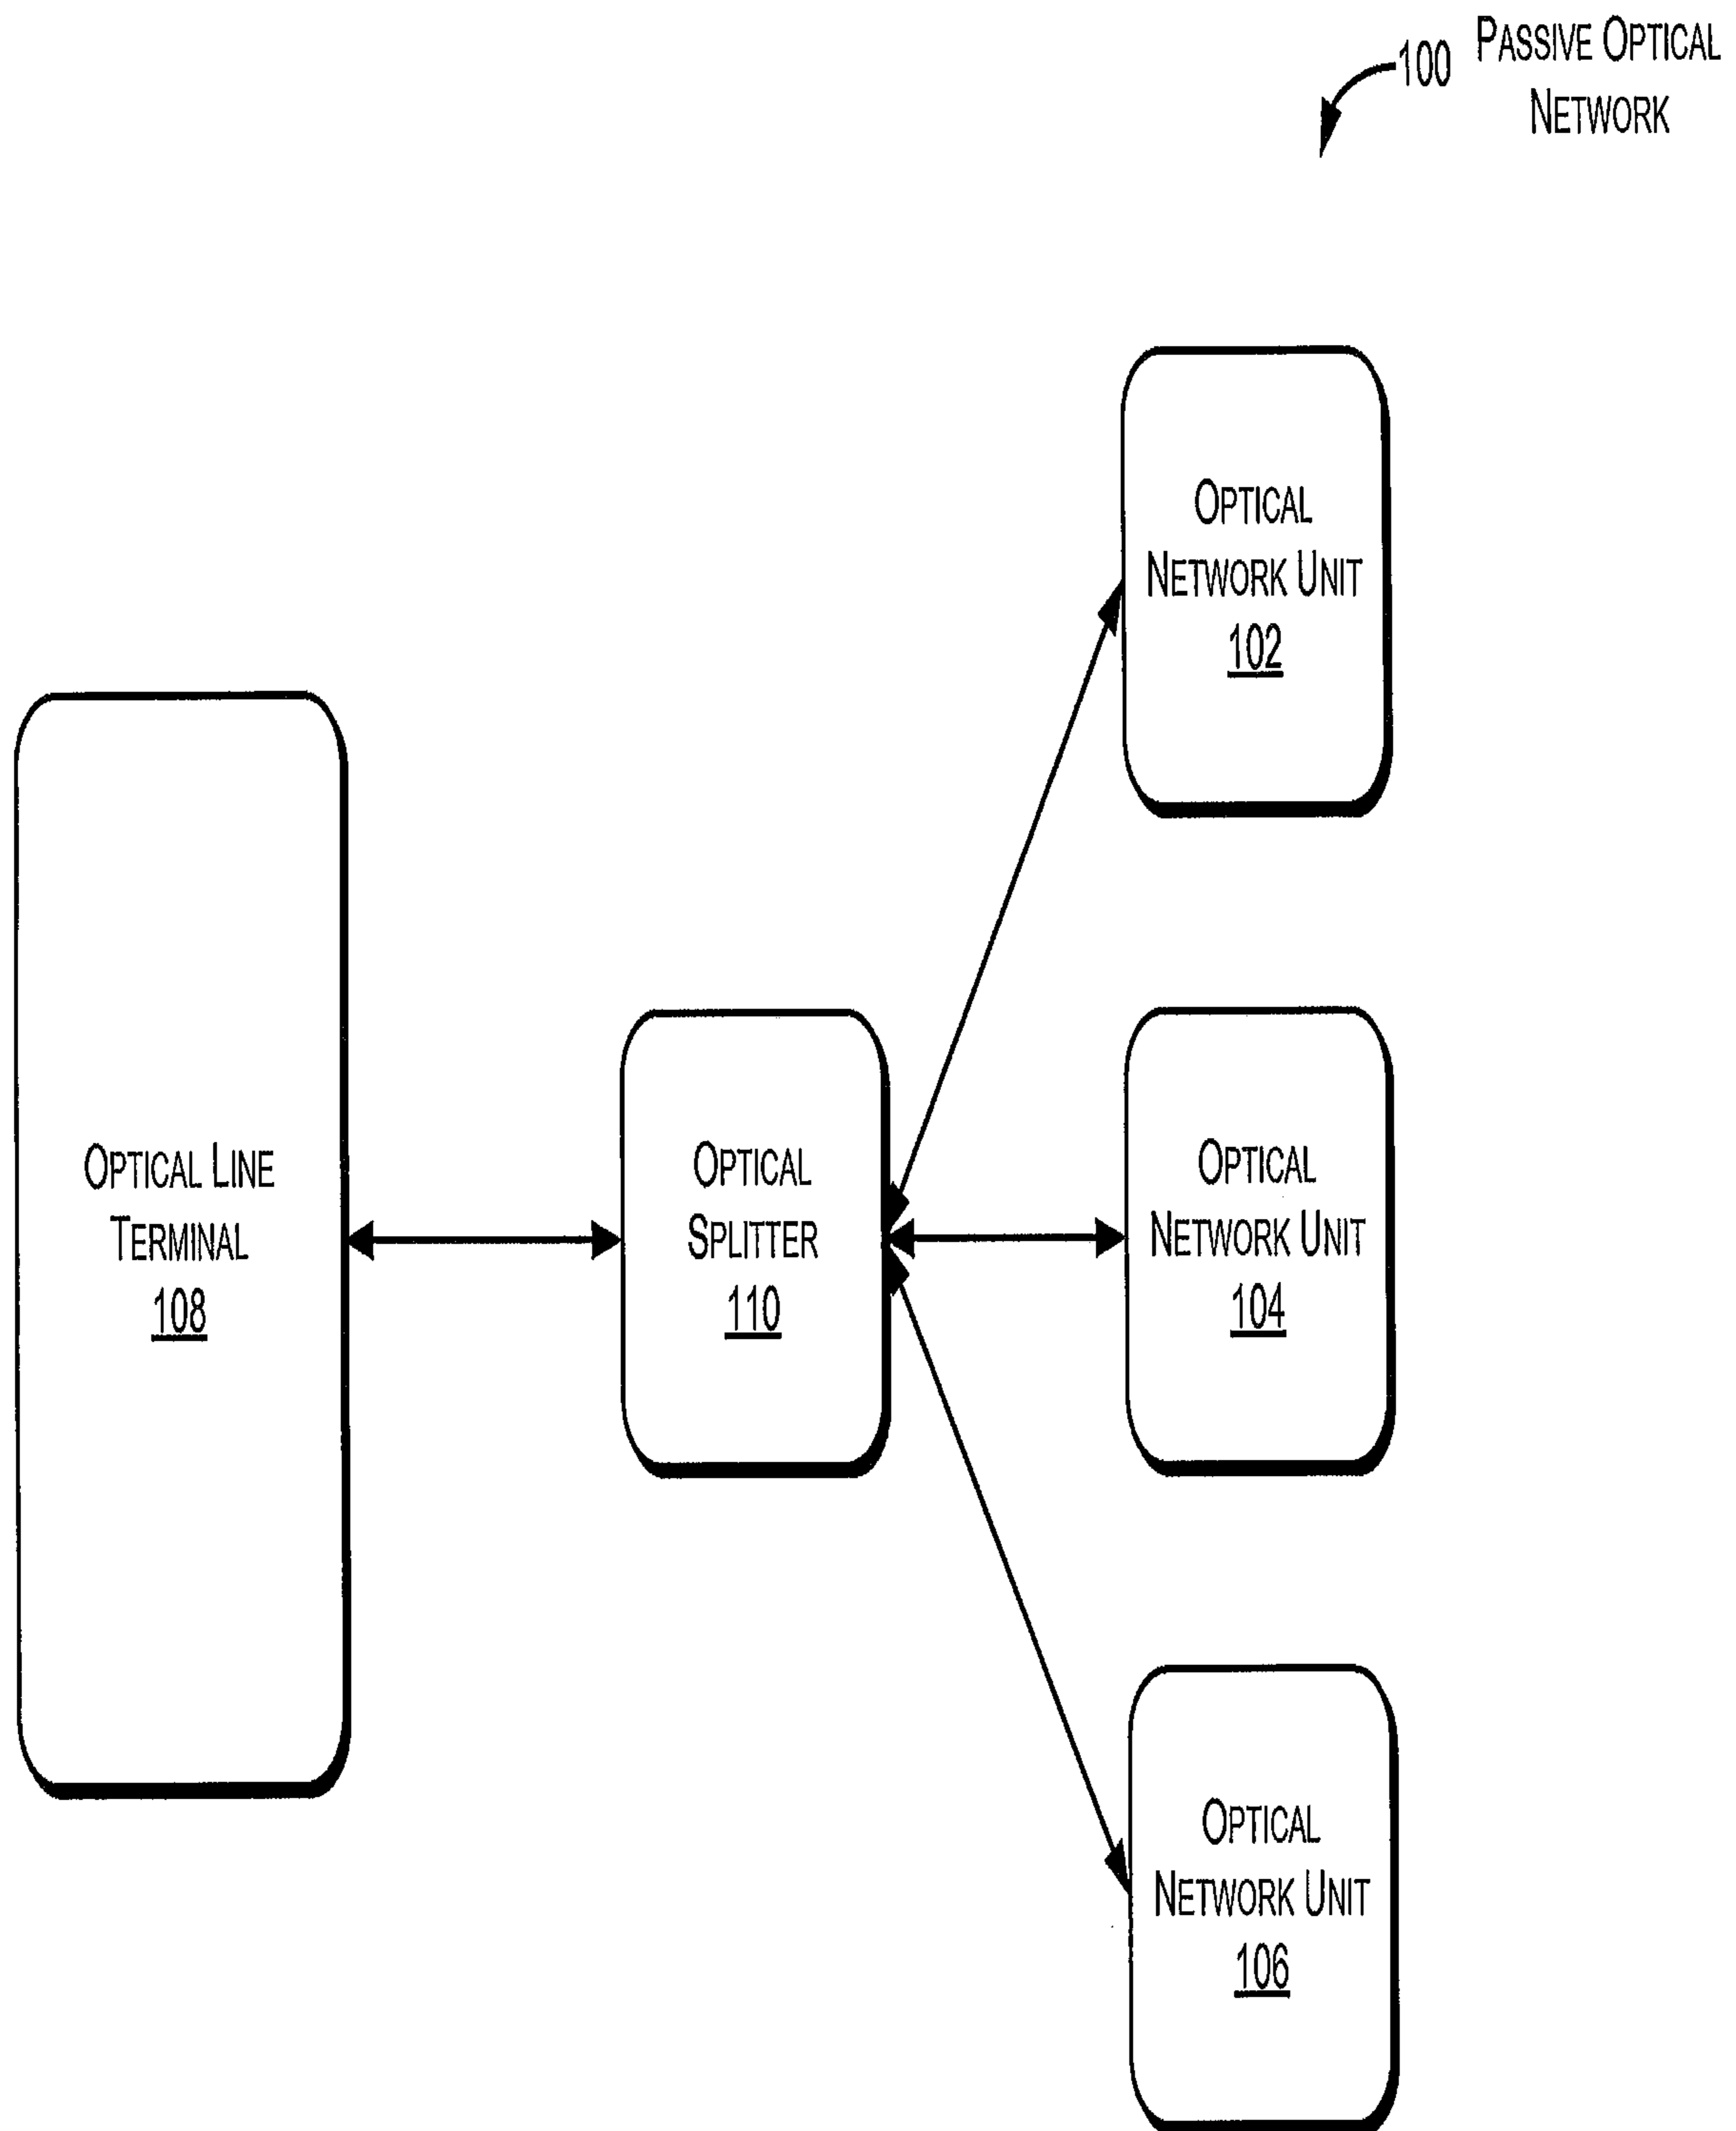 100 PASSIVE OPTICAL
NETWORK
OPTICAL
NETWORK UNIT
102
OPTICAL LINE
TERMINAL
108
OPTICAL
SPLITTER
110
OPTICAL
NETWORK UNIT
104
OPTICAL
NETWORK UNIT
106